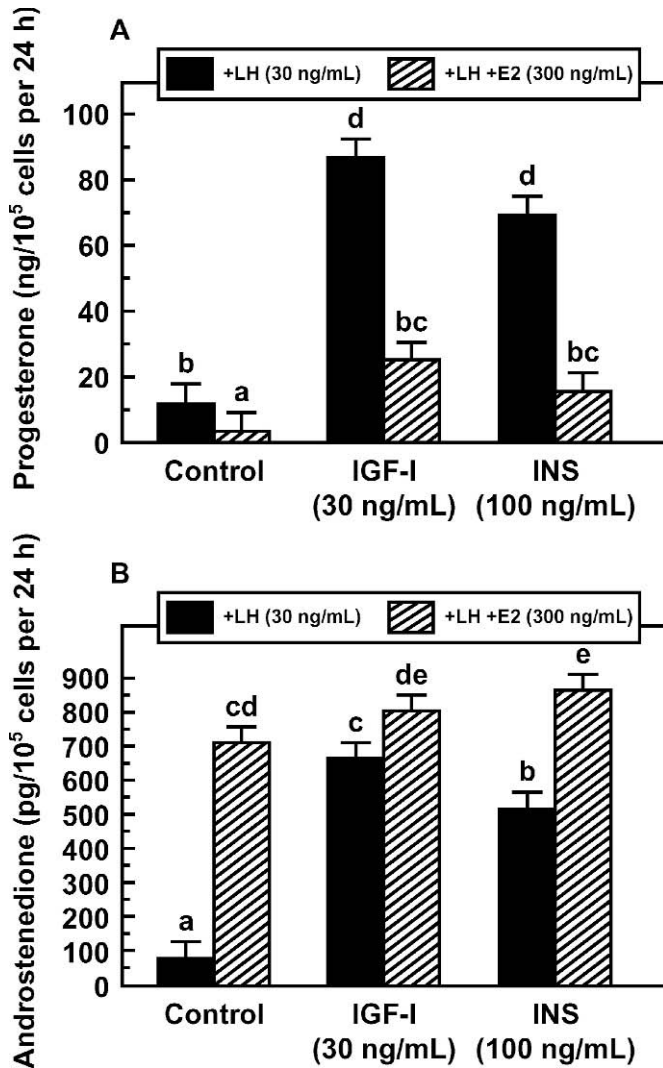 A
+LH (30 ng/mL) +LH +E2 (300 ng/mL)
Progesterone (ng/10⁵ cells per 24 h)
100
80
60
40
20
0
b
a
d
bc
d
bc
Control IGF-I INS
(30 ng/mL) (100 ng/mL)
B
+LH (30 ng/mL) +LH +E2 (300 ng/mL)
Androstenedione (pg/10⁵ cells per 24 h)
900
800
700
600
500
400
300
200
100
0
a
cd
c
de
b
e
Control IGF-I INS
(30 ng/mL) (100 ng/mL)